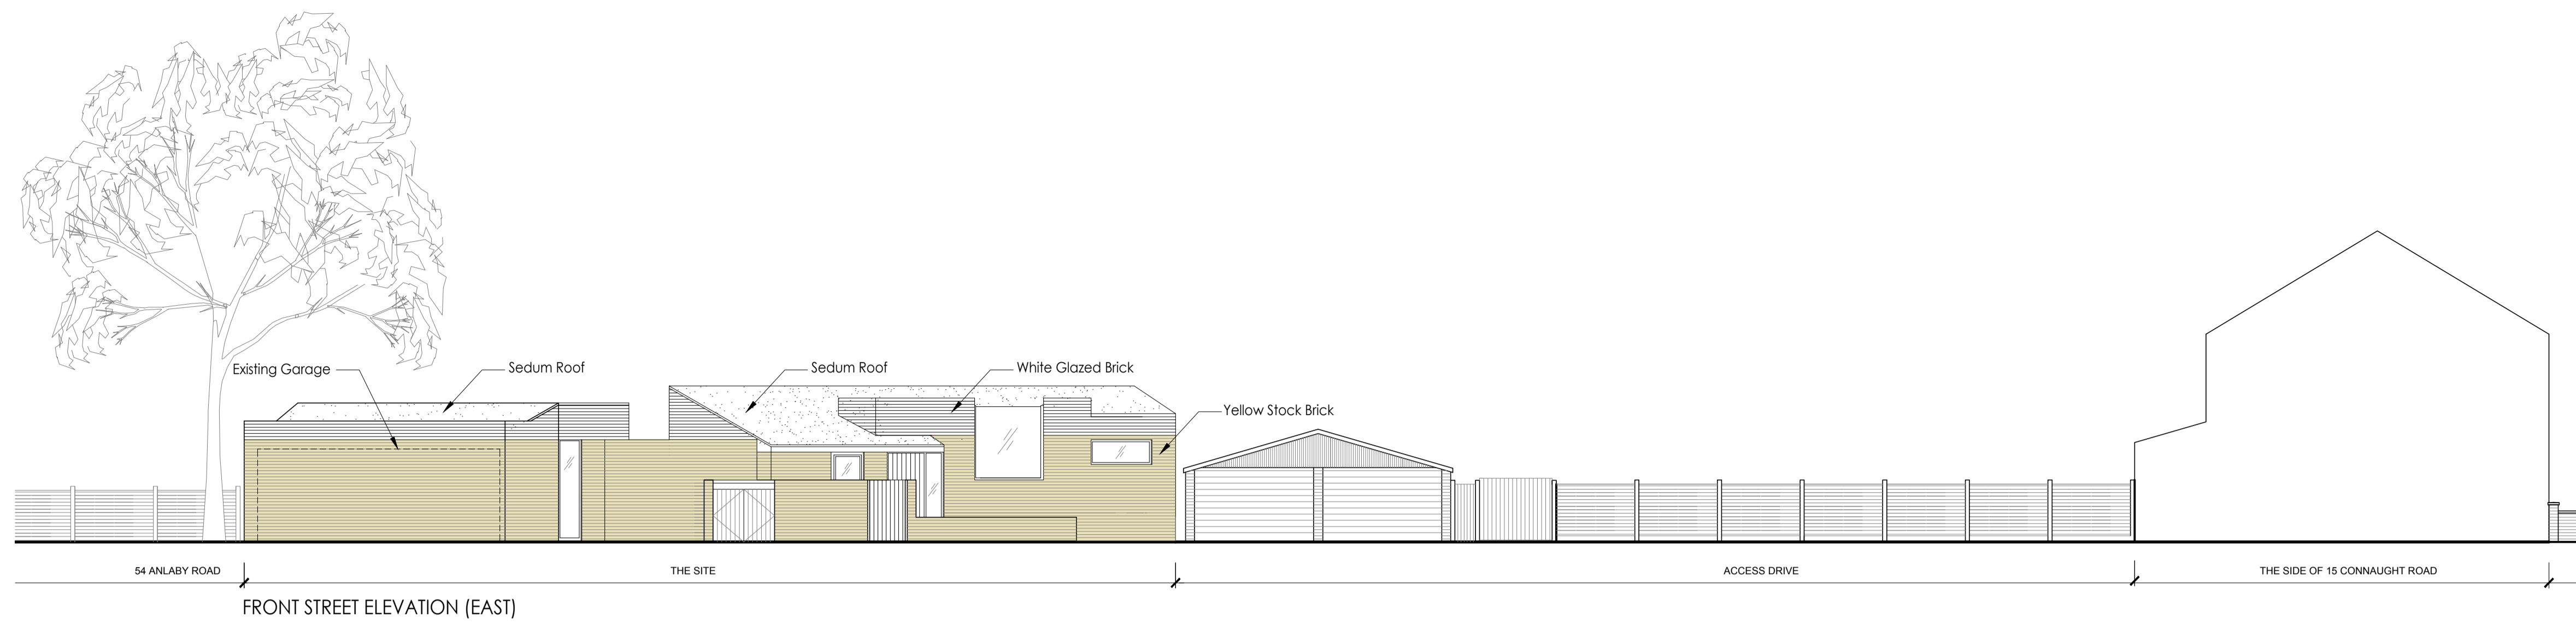 Existing Garage
Sedum Roof
Sedum Roof
White Glazed Brick
Yellow Stock Brick
54 ANLABY ROAD
THE SITE
ACCESS DRIVE
THE SIDE OF 15 CONNAUGHT ROAD
FRONT STREET ELEVATION (EAST)